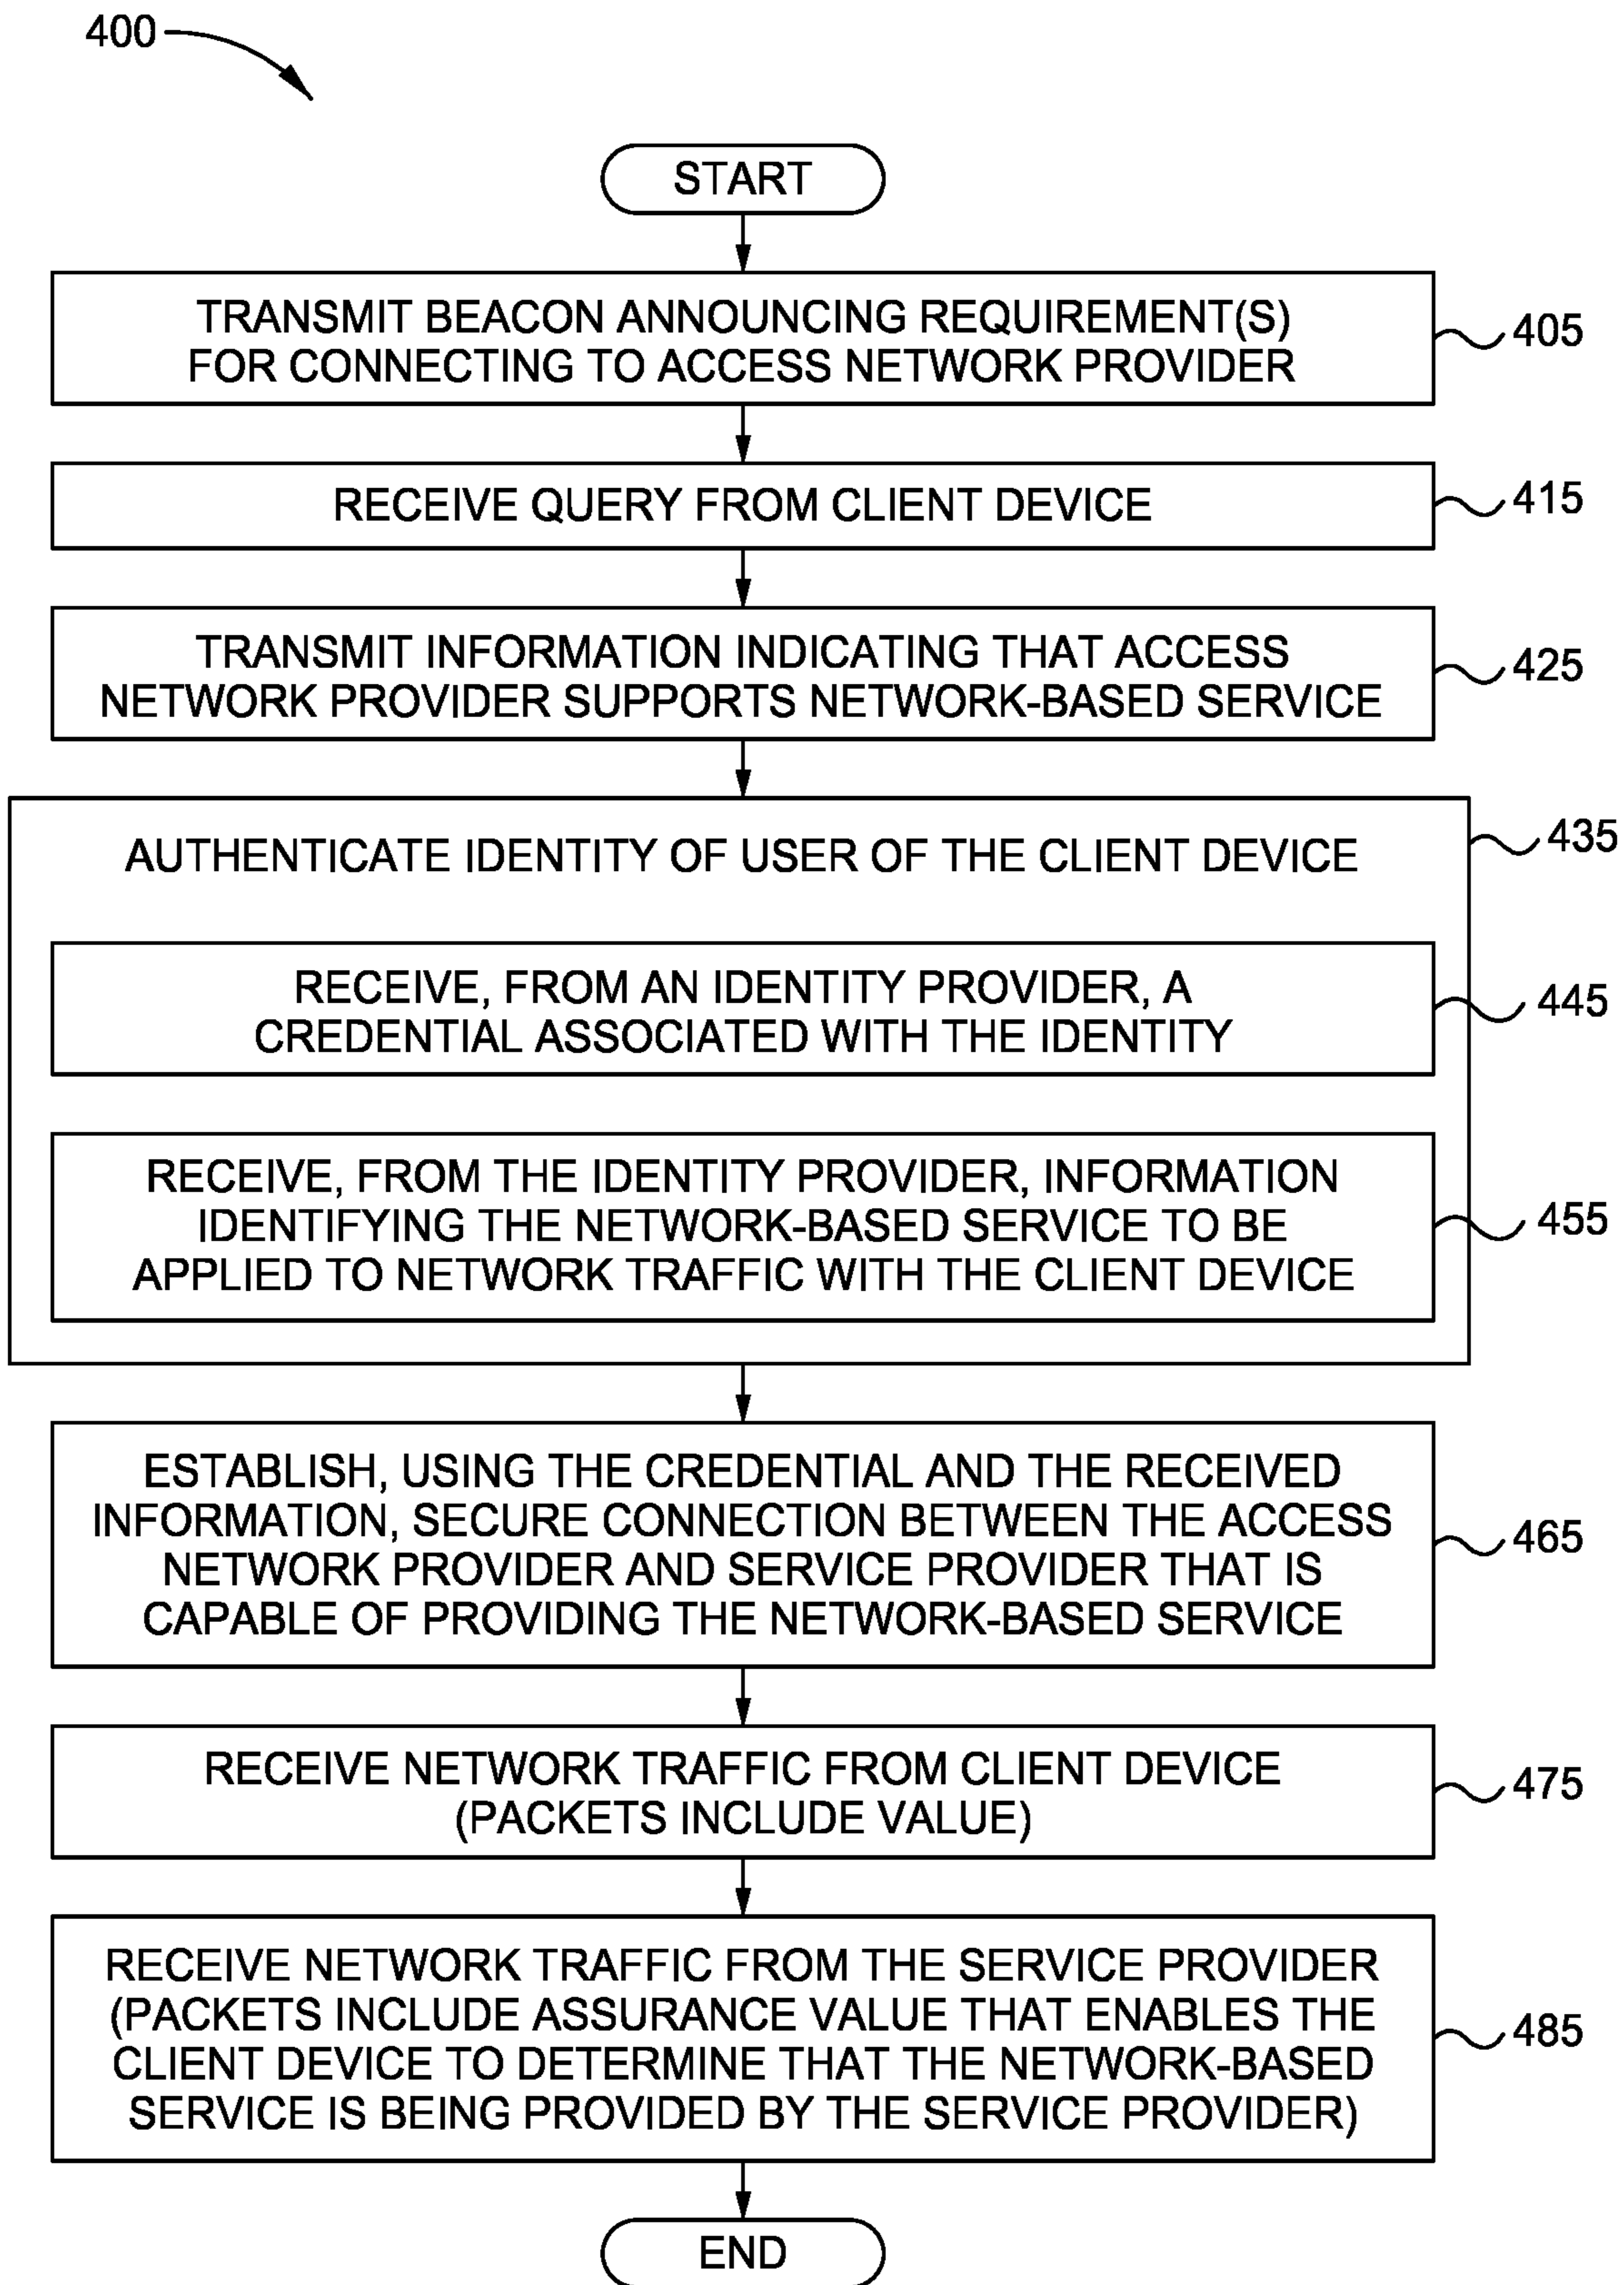 400
START
TRANSMIT BEACON ANNOUNCING REQUIREMENT(S)
FOR CONNECTING TO ACCESS NETWORK PROVIDER
405
RECEIVE QUERY FROM CLIENT DEVICE
415
TRANSMIT INFORMATION INDICATING THAT ACCESS
NETWORK PROVIDER SUPPORTS NETWORK-BASED SERVICE
425
AUTHENTICATE IDENTITY OF USER OF THE CLIENT DEVICE
435
RECEIVE, FROM AN IDENTITY PROVIDER, A
CREDENTIAL ASSOCIATED WITH THE IDENTITY
445
RECEIVE, FROM THE IDENTITY PROVIDER, INFORMATION
IDENTIFYING THE NETWORK-BASED SERVICE TO BE
APPLIED TO NETWORK TRAFFIC WITH THE CLIENT DEVICE
455
ESTABLISH, USING THE CREDENTIAL AND THE RECEIVED
INFORMATION, SECURE CONNECTION BETWEEN THE ACCESS
NETWORK PROVIDER AND SERVICE PROVIDER THAT IS
CAPABLE OF PROVIDING THE NETWORK-BASED SERVICE
465
RECEIVE NETWORK TRAFFIC FROM CLIENT DEVICE
(PACKETS INCLUDE VALUE)
475
RECEIVE NETWORK TRAFFIC FROM THE SERVICE PROVIDER
(PACKETS INCLUDE ASSURANCE VALUE THAT ENABLES THE
CLIENT DEVICE TO DETERMINE THAT THE NETWORK-BASED
SERVICE IS BEING PROVIDED BY THE SERVICE PROVIDER)
485
END